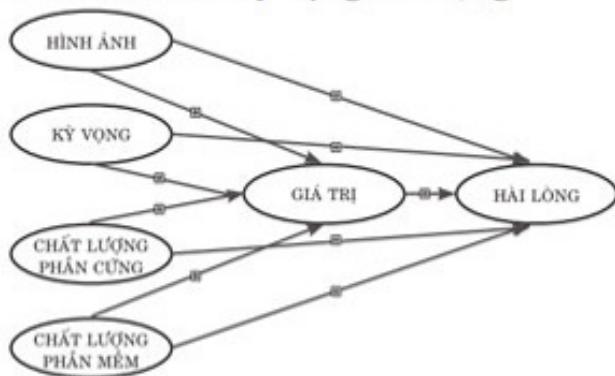 HÌNH ẢNH
KỲ VỌNG
GIÁ TRỊ
HÀI LÒNG
CHẤT LƯỢNG
PHẦN CỨNG
CHẤT LƯỢNG
PHẦN MỀM